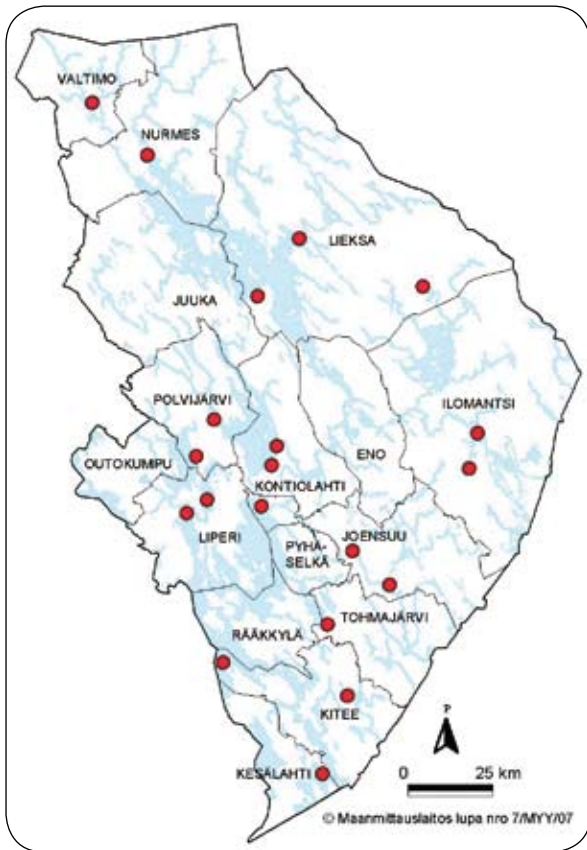 VALTIMO
NURMES
LIEKSA
JUUKA
POLVIJÄRVI
ILOMANTSI
OUTOKUMPU
ENO
KONTIOLAHTI
LIPERI
JOENSUU
PYHÄ-
SELKÄ
TOHMAJÄRVI
RÄÄKKYLÄ
KITEE
P
KESÄLAHTI
0 25 km
© Maanmittauslaitos lupa nro 7/MYY/07